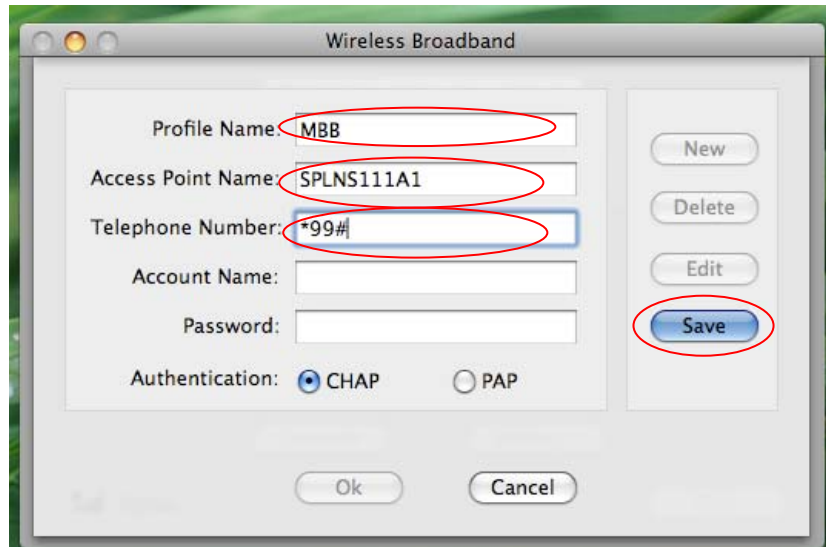 Wireless Broadband
Profile Name: MBB
Access Point Name: SPLNS111A1
Telephone Number: *99#
Account Name:
Password:
Authentication: CHAP PAP
New
Delete
Edit
Save
Ok Cancel